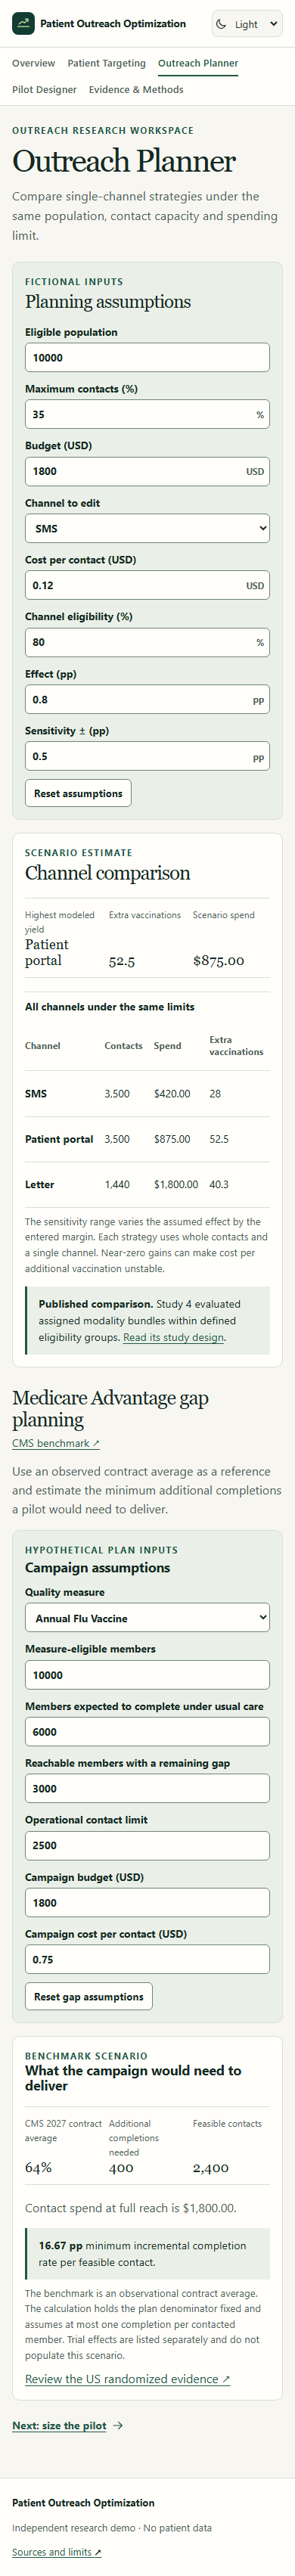 Patient Outreach Optimization
Light
Overview Patient Targeting Outreach Planner
Pilot Designer Evidence & Methods
OUTREACH RESEARCH WORKSPACE
Outreach Planner
Compare single-channel strategies under the
same population, contact capacity and spending
limit.
FICTIONAL INPUTS
Planning assumptions
Eligible population
10000
Maximum contacts (%)
35 %
Budget (USD)
1800 USD
Channel to edit
SMS
Cost per contact (USD)
0.12 USD
Channel eligibility (%)
80 %
Effect (pp)
0.8 pp
Sensitivity ± (pp)
0.5 pp
Reset assumptions
SCENARIO ESTIMATE
Channel comparison
Highest modeled yield
Patient portal
Extra vaccinations
52.5
Scenario spend
$875.00
All channels under the same limits
Channel Contacts Spend Extra vaccinations
SMS 3,500 $420.00 28
Patient portal 3,500 $875.00 52.5
Letter 1,440 $1,800.00 40.3
The sensitivity range varies the assumed effect by the
entered margin. Each strategy uses whole contacts and
a single channel. Near-zero gains can make cost per
additional vaccination unstable.
Published comparison. Study 4 evaluated
assigned modality bundles within defined
eligibility groups. Read its study design.
Medicare Advantage gap
planning
CMS benchmark ↗
Use an observed contract average as a reference
and estimate the minimum additional completions
a pilot would need to deliver.
HYPOTHETICAL PLAN INPUTS
Campaign assumptions
Quality measure
Annual Flu Vaccine
Measure-eligible members
10000
Members expected to complete under usual care
6000
Reachable members with a remaining gap
3000
Operational contact limit
2500
Campaign budget (USD)
1800
Campaign cost per contact (USD)
0.75
Reset gap assumptions
BENCHMARK SCENARIO
What the campaign would need to
deliver
CMS 2027 contract average
64%
Additional completions needed
400
Feasible contacts
2,400
Contact spend at full reach is $1,800.00.
16.67 pp minimum incremental completion
rate per feasible contact.
The benchmark is an observational contract average.
The calculation holds the plan denominator fixed and
assumes at most one completion per contacted
member. Trial effects are listed separately and do not
populate this scenario.
Review the US randomized evidence ↗
Next: size the pilot →
Patient Outreach Optimization
Independent research demo · No patient data
Sources and limits ↗